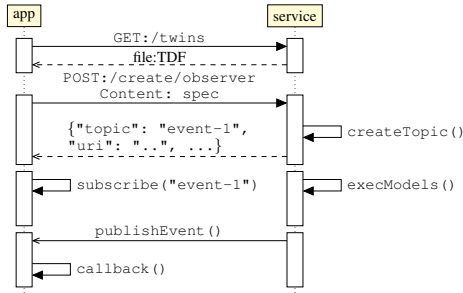 app service
GET:/twins
file:TDF
POST:/create/observer
Content: spec
{"topic": "event-1",
"uri": "..", ...}
createTopic()
subscribe("event-1") execModels()
publishEvent()
callback()